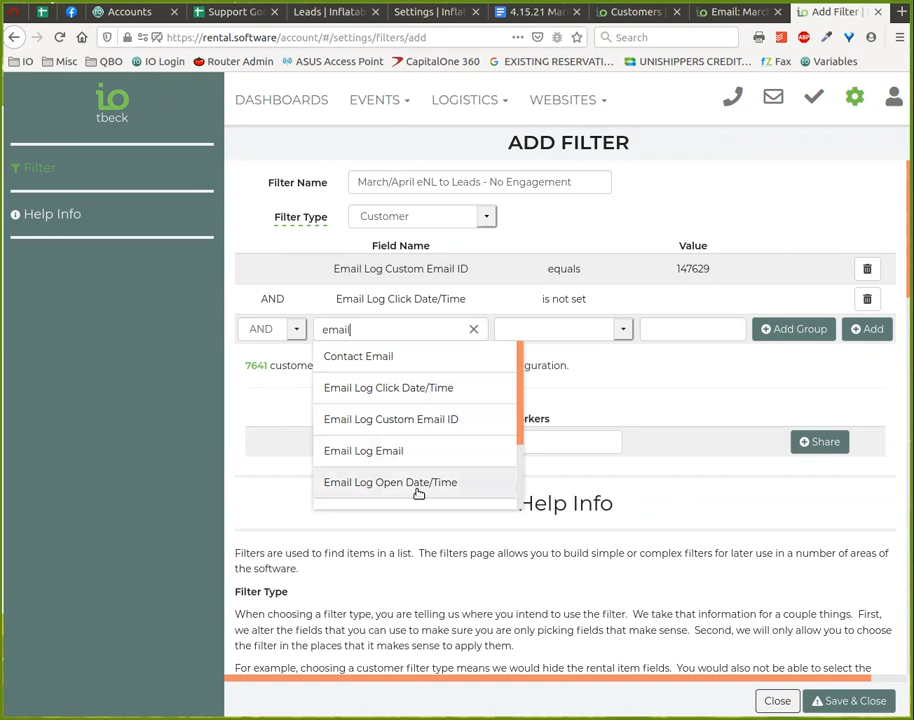 Accounts
Support Go
Leads | Inflatab
Settings | Inflat
4.15.21 Mar
Customers
Email: Marc
Add Filter |
https://rental.software/account/#/settings/filters/add
Search
IO
Misc
QBO
IO Login
Router Admin
ASUS Access Point
CapitalOne 360
EXISTING RESERVATI...
UNISHIPPERS CREDIT...
fZ Fax
Variables
io
tbeck
DASHBOARDS
EVENTS
LOGISTICS
WEBSITES
Filter
Help Info
ADD FILTER
Filter Name
March/April eNL to Leads - No Engagement
Filter Type
Customer
Field Name
Value
Email Log Custom Email ID equals 147629
AND Email Log Click Date/Time is not set
AND email Add Group Add
Contact Email
7641 custome
guration.
Email Log Click Date/Time
Email Log Custom Email ID
rkers
Email Log Email
Share
Email Log Open Date/Time
Help Info
Filters are used to find items in a list. The filters page allows you to build simple or complex filters for later use in a number of areas of
the software.
Filter Type
When choosing a filter type, you are telling us where you intend to use the filter. We take that information for a couple things. First,
we alter the fields that you can use to make sure you are only picking fields that make sense. Second, we will only allow you to choose
the filter in the places that it makes sense to apply them.
For example, choosing a customer filter type means we would hide the rental item fields. You would also not be able to select the
Close
Save & Close